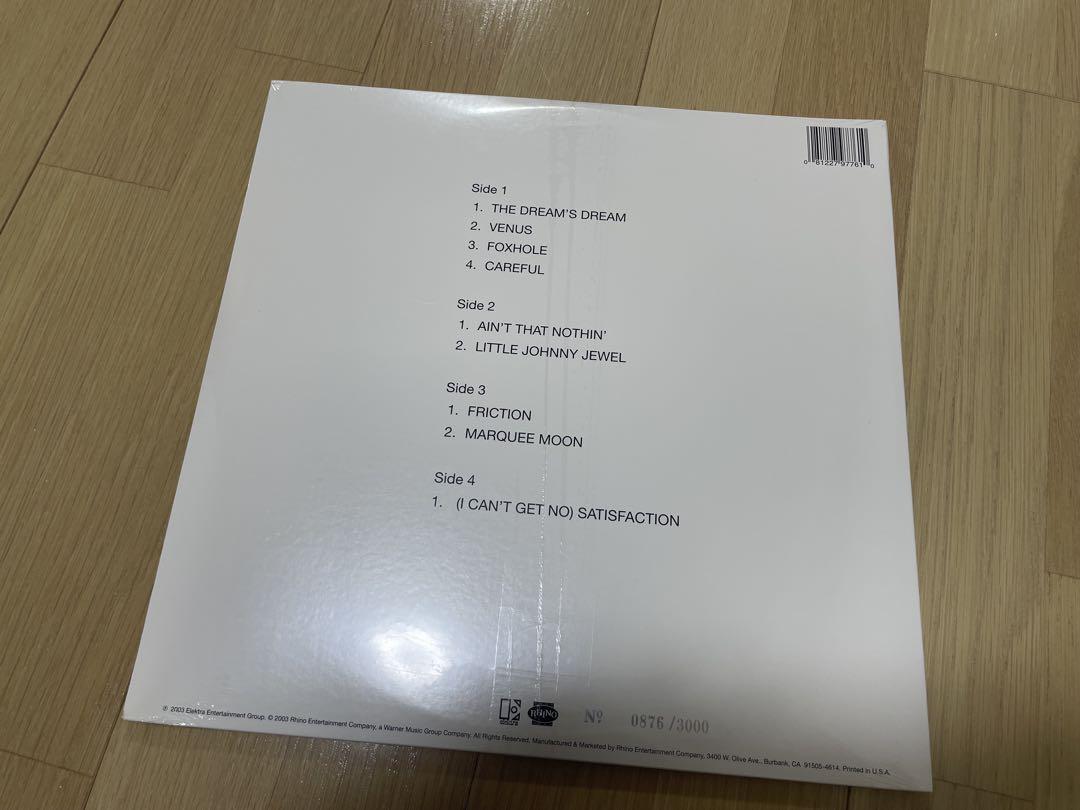 0 81227 97761 0
Side 1
1. THE DREAM'S DREAM
2. VENUS
3. FOXHOLE
4. CAREFUL
Side 2
1. AIN'T THAT NOTHIN'
2. LITTLE JOHNNY JEWEL
Side 3
1. FRICTION
2. MARQUEE MOON
Side 4
1. (I CAN'T GET NO) SATISFACTION
RHINO
Nº 0876 /3000
℗ 2003 Elektra Entertainment Group. © 2003 Rhino Entertainment Company, a Warner Music Group Company. All Rights Reserved. Manufactured & Marketed by Rhino Entertainment Company, 3400 W. Olive Ave., Burbank, CA 91505-4614. Printed in U.S.A.